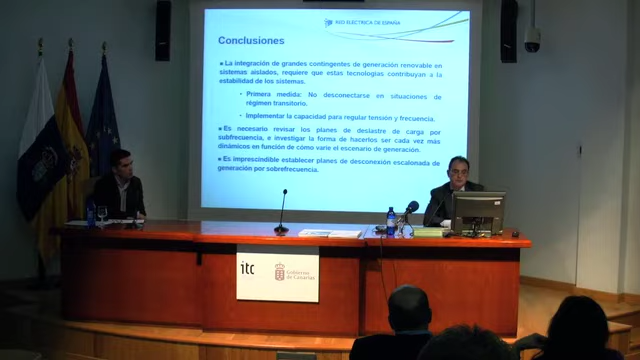 RED ELÉCTRICA DE ESPAÑA
Conclusiones
La integración de grandes contingentes de generación renovable en
sistemas aislados, requiere que estas tecnologías contribuyan a la
estabilidad de los sistemas.
Primera medida: No desconectarse en situaciones de
régimen transitorio.
Implementar la capacidad para regular tensión y frecuencia.
Es necesario revisar los planes de deslastre de carga por
subfrecuencia, e investigar la forma de hacerlos ser cada vez más
dinámicos en función de cómo varíe el escenario de generación.
Es imprescindible establecer planes de desconexión escalonada de
generación por sobrefrecuencia.
itc
Gobierno
de Canarias